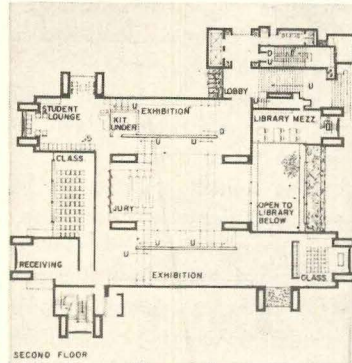 LOBBY
STUDENT
LOUNGE
KIT
UNDER
EXHIBITION
LIBRARY MEZZ
CLASS
JURY
OPEN TO
LIBRARY
BELOW
RECEIVING
EXHIBITION
CLASS
U
U
U
U
U
U
U
U
D
SECOND FLOOR